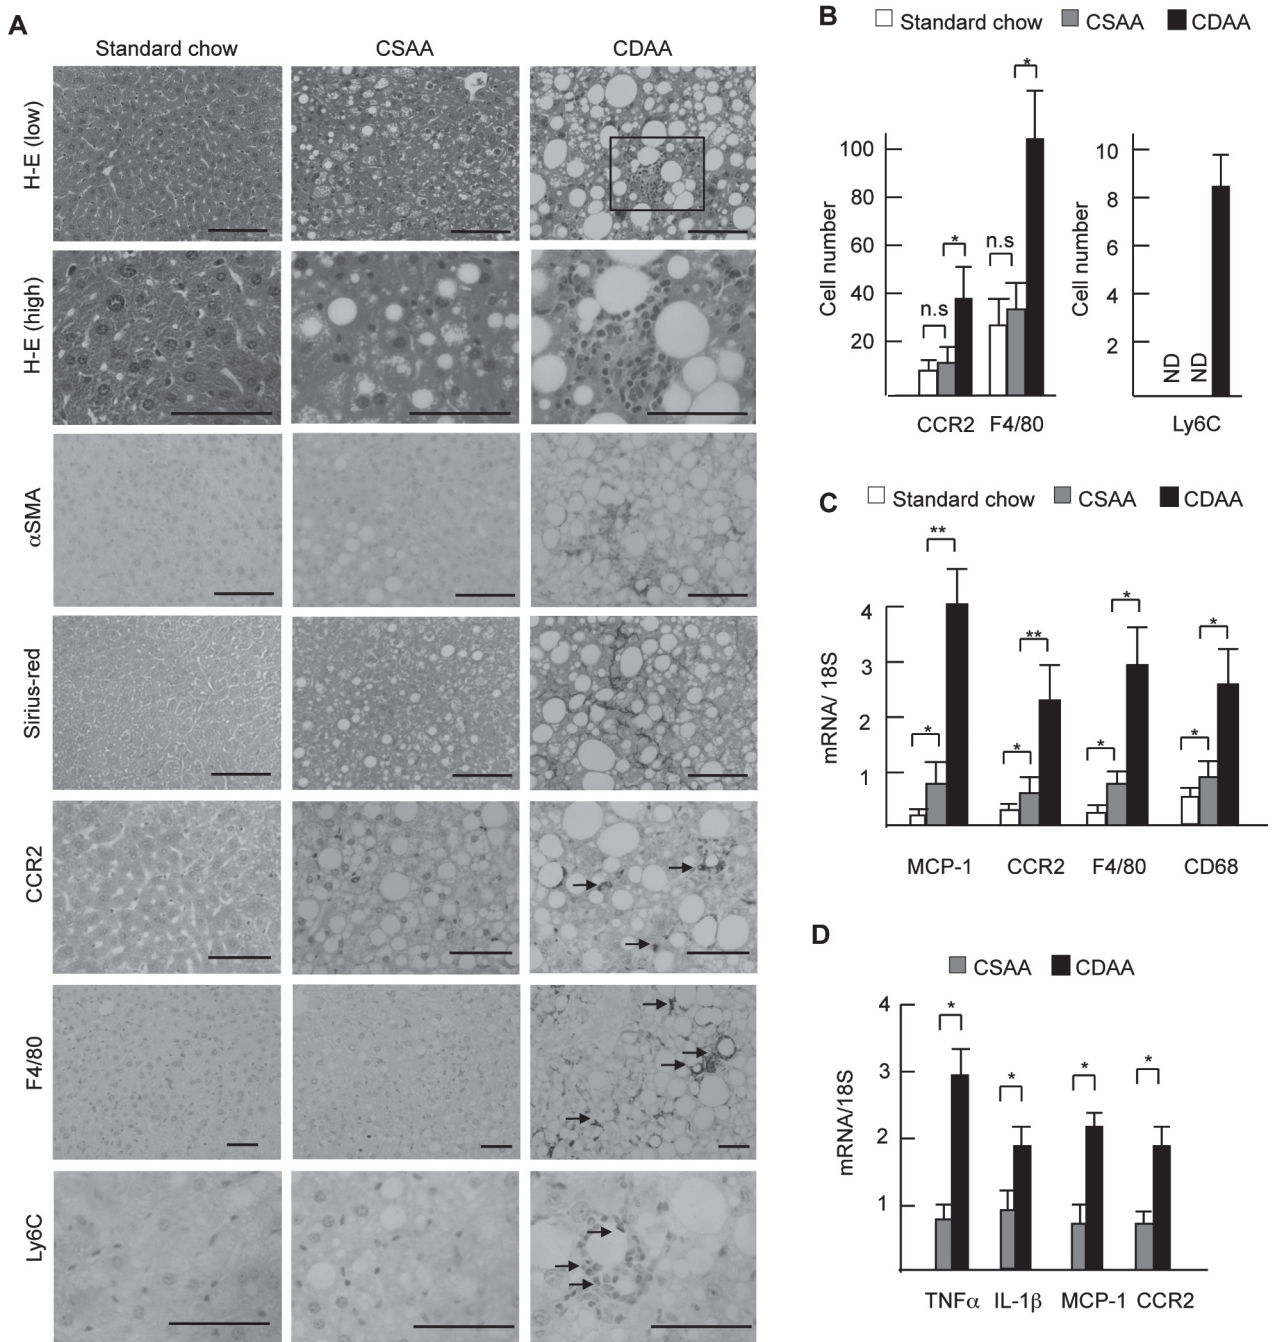 A
Standard chow CSAA CDAA
H-E (low)
H-E (high)
αSMA
Sirius-red
CCR2
F4/80
Ly6C
B
Standard chow CSAA CDAA
Cell number
100
80
60
40
20
n.s
*
n.s
*
CCR2 F4/80
Cell number
10
8
6
4
2
ND
ND
Ly6C
C
Standard chow CSAA CDAA
mRNA/ 18S
4
3
2
1
*
**
*
**
*
*
*
*
MCP-1 CCR2 F4/80 CD68
D
CSAA CDAA
mRNA/18S
4
3
2
1
*
*
*
*
TNFα IL-1β MCP-1 CCR2